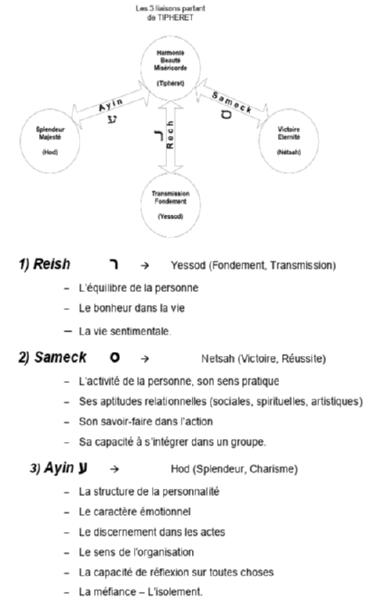 Les 3 liaisons partant
de TIPHERET
Harmonie
Beauté
Miséricorde
(Tipheret)
Ayin
ע
Sameck
ס
Rech
ר
Splendeur
Majesté
(Hod)
Victoire
Eternité
(Nétsah)
Transmission
Fondement
(Yessod)
1) Reish ר → Yessod (Fondement, Transmission)
– L'équilibre de la personne
– Le bonheur dans la vie
– La vie sentimentale.
2) Sameck ס → Netsah (Victoire, Réussite)
– L'activité de la personne, son sens pratique
– Ses aptitudes relationnelles (sociales, spirituelles, artistiques)
– Son savoir-faire dans l'action
– Sa capacité à s'intégrer dans un groupe.
3) Ayin ע → Hod (Splendeur, Charisme)
– La structure de la personnalité
– Le caractère émotionnel
– Le discernement dans les actes
– Le sens de l'organisation
– La capacité de réflexion sur toutes choses
– La méfiance – L'isolement.